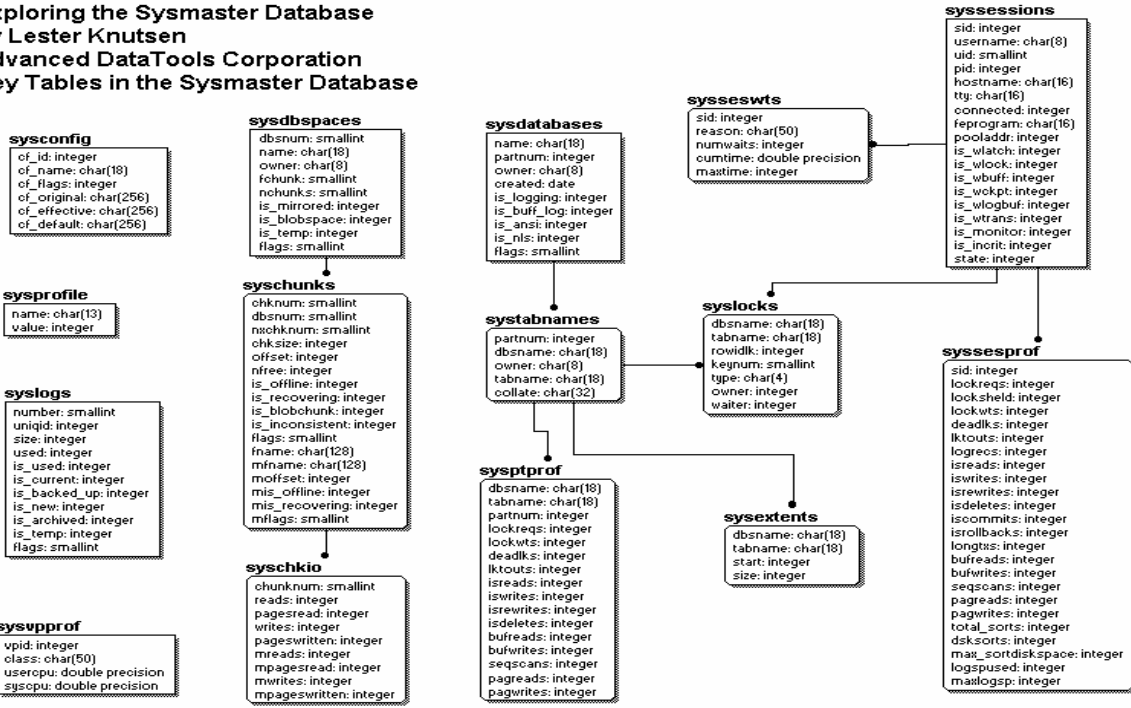 xploring the Sysmaster Database
y Lester Knutsen
dvanced DataTools Corporation
ey Tables in the Sysmaster Database
sysconfig
cf_id: integer
cf_name: char(18)
cf_flags: integer
cf_original: char(256)
cf_effective: char(256)
cf_default: char(256)
sysprofile
name: char(13)
value: integer
syslogs
number: smallint
uniqid: integer
size: integer
used: integer
is_used: integer
is_current: integer
is_backed_up: integer
is_new: integer
is_archived: integer
is_temp: integer
flags: smallint
sysvpprof
vpid: integer
class: char(50)
usercpu: double precision
syscpu: double precision
sysdbspaces
dbsnum: smallint
name: char(18)
owner: char(8)
fchunk: smallint
nchunks: smallint
is_mirrored: integer
is_blobspace: integer
is_temp: integer
flags: smallint
syschunks
chknum: smallint
dbsnum: smallint
nxchknum: smallint
chksize: integer
offset: integer
nfree: integer
is_offline: integer
is_recovering: integer
is_blobchunk: integer
is_inconsistent: integer
flags: smallint
fname: char(128)
mfname: char(128)
moffset: integer
mis_offline: integer
mis_recovering: integer
mflags: smallint
syschkio
chunknum: smallint
reads: integer
pagesread: integer
writes: integer
pageswritten: integer
mreads: integer
mpagesread: integer
mwrites: integer
mpageswritten: integer
sysdatabases
name: char(18)
partnum: integer
owner: char(8)
created: date
is_logging: integer
is_buff_log: integer
is_ansi: integer
is_nls: integer
flags: smallint
systabnames
partnum: integer
dbsname: char(18)
owner: char(8)
tabname: char(18)
collate: char(32)
sysptprof
dbsname: char(18)
tabname: char(18)
partnum: integer
lockreqs: integer
lockwts: integer
deadlks: integer
lktouts: integer
isreads: integer
iswrites: integer
isrewrites: integer
isdeletes: integer
bufreads: integer
bufwrites: integer
seqscans: integer
pagreads: integer
pagwrites: integer
sysseswts
sid: integer
reason: char(50)
numwaits: integer
cumtime: double precision
maxtime: integer
syslocks
dbsname: char(18)
tabname: char(18)
rowidlk: integer
keynum: smallint
type: char(4)
owner: integer
waiter: integer
sysextents
dbsname: char(18)
tabname: char(18)
start: integer
size: integer
syssessions
sid: integer
username: char(8)
uid: smallint
pid: integer
hostname: char(16)
tty: char(16)
connected: integer
feprogram: char(16)
pooladdr: integer
is_wlatch: integer
is_wlock: integer
is_wbuff: integer
is_wckpt: integer
is_wlogbuf: integer
is_wtrans: integer
is_monitor: integer
is_incrit: integer
state: integer
syssesprof
sid: integer
lockreqs: integer
locksheld: integer
lockwts: integer
deadlks: integer
lktouts: integer
logrecs: integer
isreads: integer
iswrites: integer
isrewrites: integer
isdeletes: integer
iscommits: integer
isrollbacks: integer
longtxs: integer
bufreads: integer
bufwrites: integer
seqscans: integer
pagreads: integer
pagwrites: integer
total_sorts: integer
dsksorts: integer
max_sortdiskspace: integer
logspused: integer
maxlogsp: integer